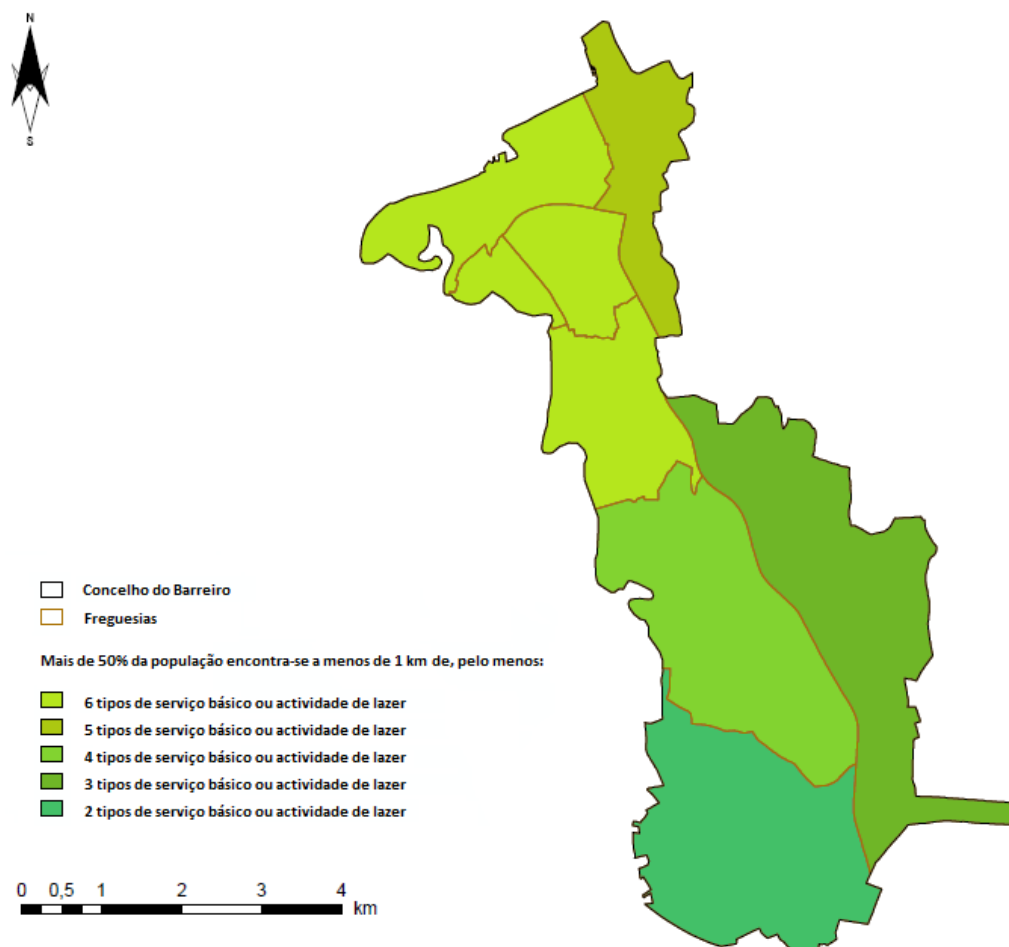 N
S
Concelho do Barreiro
Freguesias
Mais de 50% da população encontra-se a menos de 1 km de, pelo menos:
6 tipos de serviço básico ou actividade de lazer
5 tipos de serviço básico ou actividade de lazer
4 tipos de serviço básico ou actividade de lazer
3 tipos de serviço básico ou actividade de lazer
2 tipos de serviço básico ou actividade de lazer
0 0,5 1 2 3 4
km